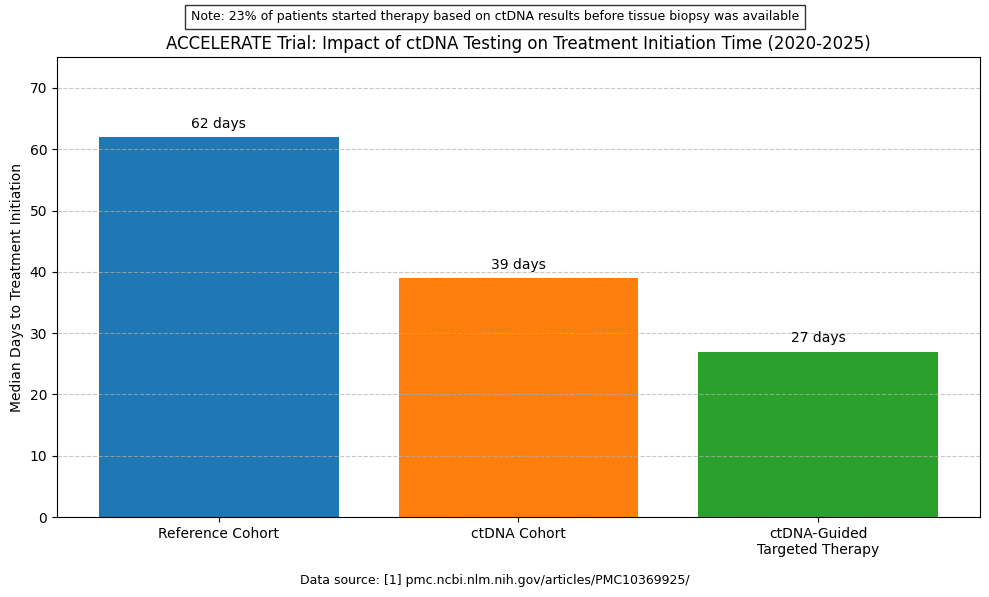 Note: 23% of patients started therapy based on ctDNA results before tissue biopsy was available
ACCELERATE Trial: Impact of ctDNA Testing on Treatment Initiation Time (2020-2025)
Median Days to Treatment Initiation
70
60
50
40
30
20
10
0
62 days
39 days
27 days
Reference Cohort
ctDNA Cohort
ctDNA-Guided
Targeted Therapy
Data source: [1] pmc.ncbi.nlm.nih.gov/articles/PMC10369925/